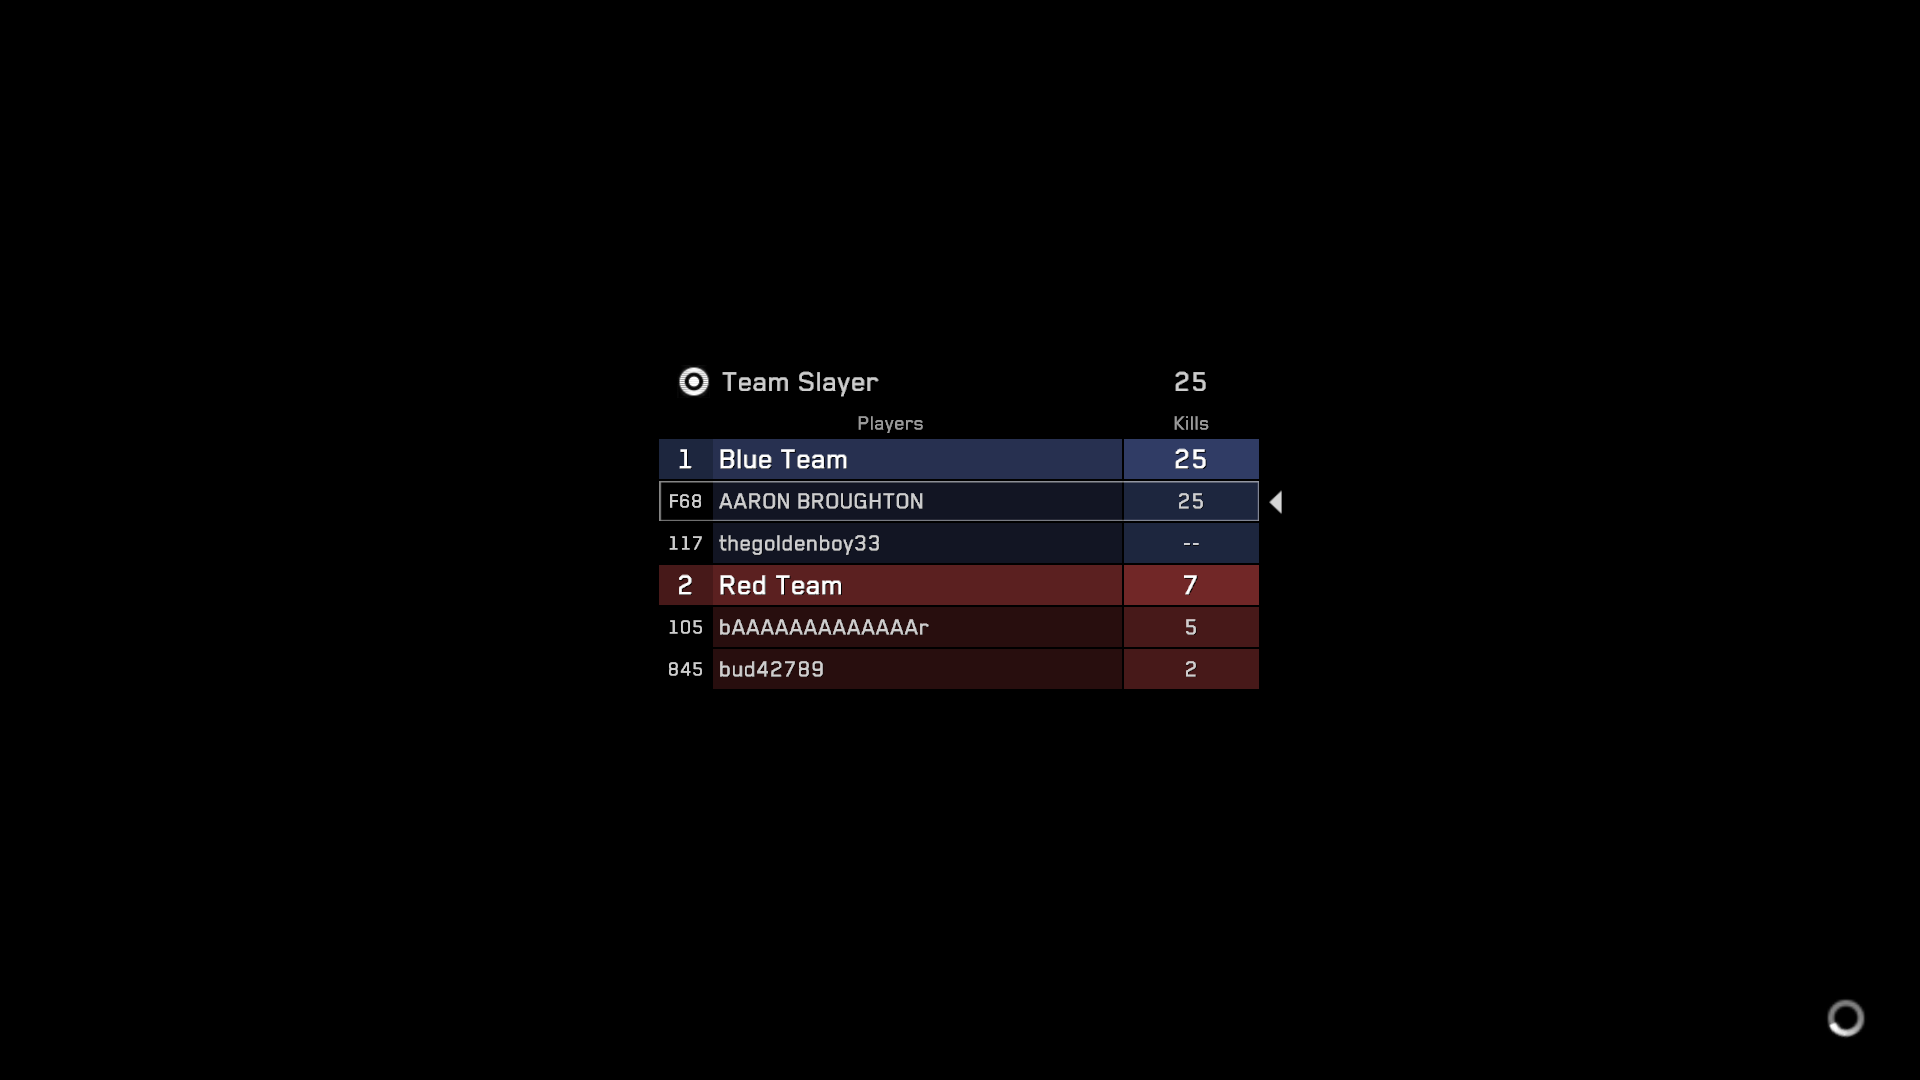 Team Slayer 25
Players Kills
1 Blue Team 25
F68 AARON BROUGHTON 25
117 thegoldenboy33 --
2 Red Team 7
105 bAAAAAAAAAAAAAr 5
845 bud42789 2